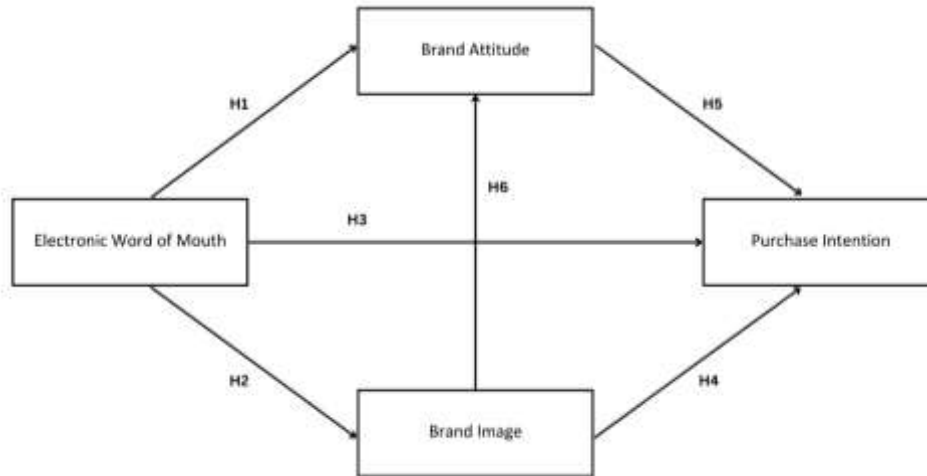 Brand Attitude
H1
H5
H6
Electronic Word of Mouth
H3
Purchase Intention
H2
H4
Brand Image